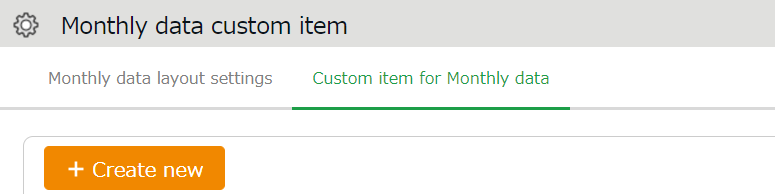 Monthly data custom item
Monthly data layout settings Custom item for Monthly data
+ Create new